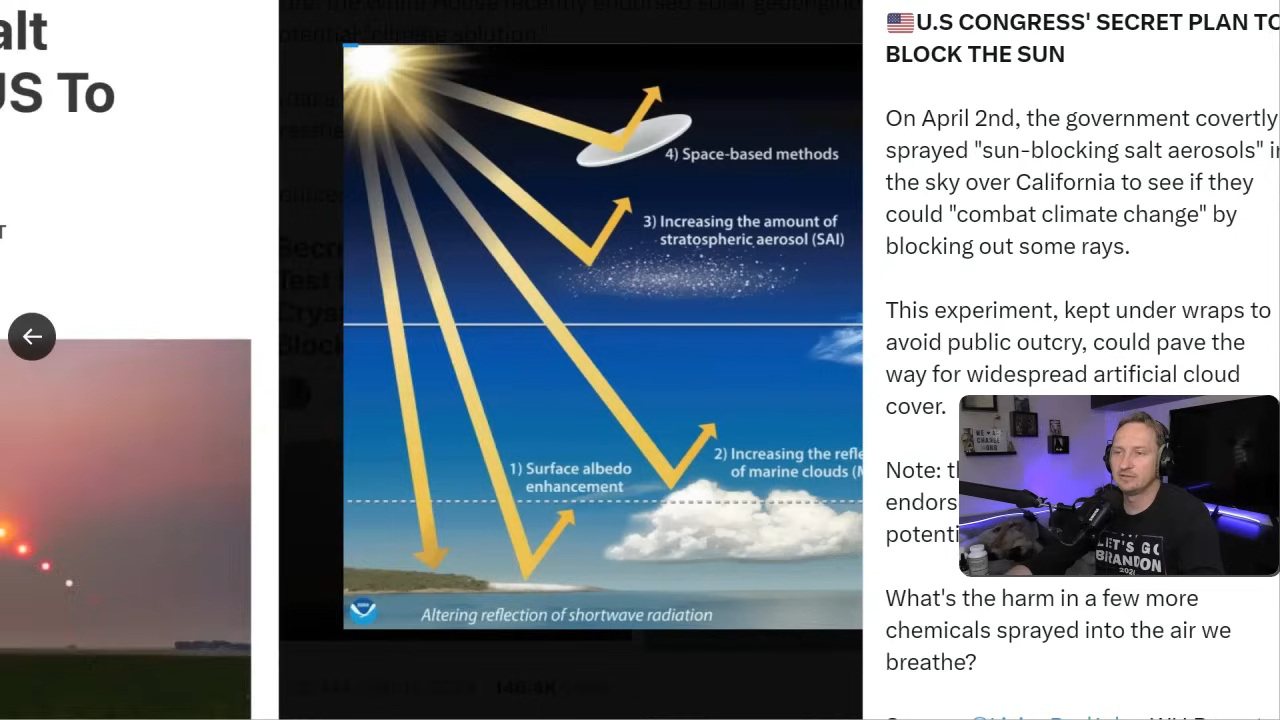 alt
US To
T
4) Space-based methods
3) Increasing the amount of
stratospheric aerosol (SAI)
1) Surface albedo
enhancement
2) Increasing the refle
of marine clouds (M
Altering reflection of shortwave radiation
🇺🇸U.S CONGRESS' SECRET PLAN TO
BLOCK THE SUN
On April 2nd, the government covertly
sprayed "sun-blocking salt aerosols" in
the sky over California to see if they
could "combat climate change" by
blocking out some rays.
This experiment, kept under wraps to
avoid public outcry, could pave the
way for widespread artificial cloud
cover.
Note: t
endors
potenti
LET'S GO
BRANDON
What's the harm in a few more
chemicals sprayed into the air we
breathe?